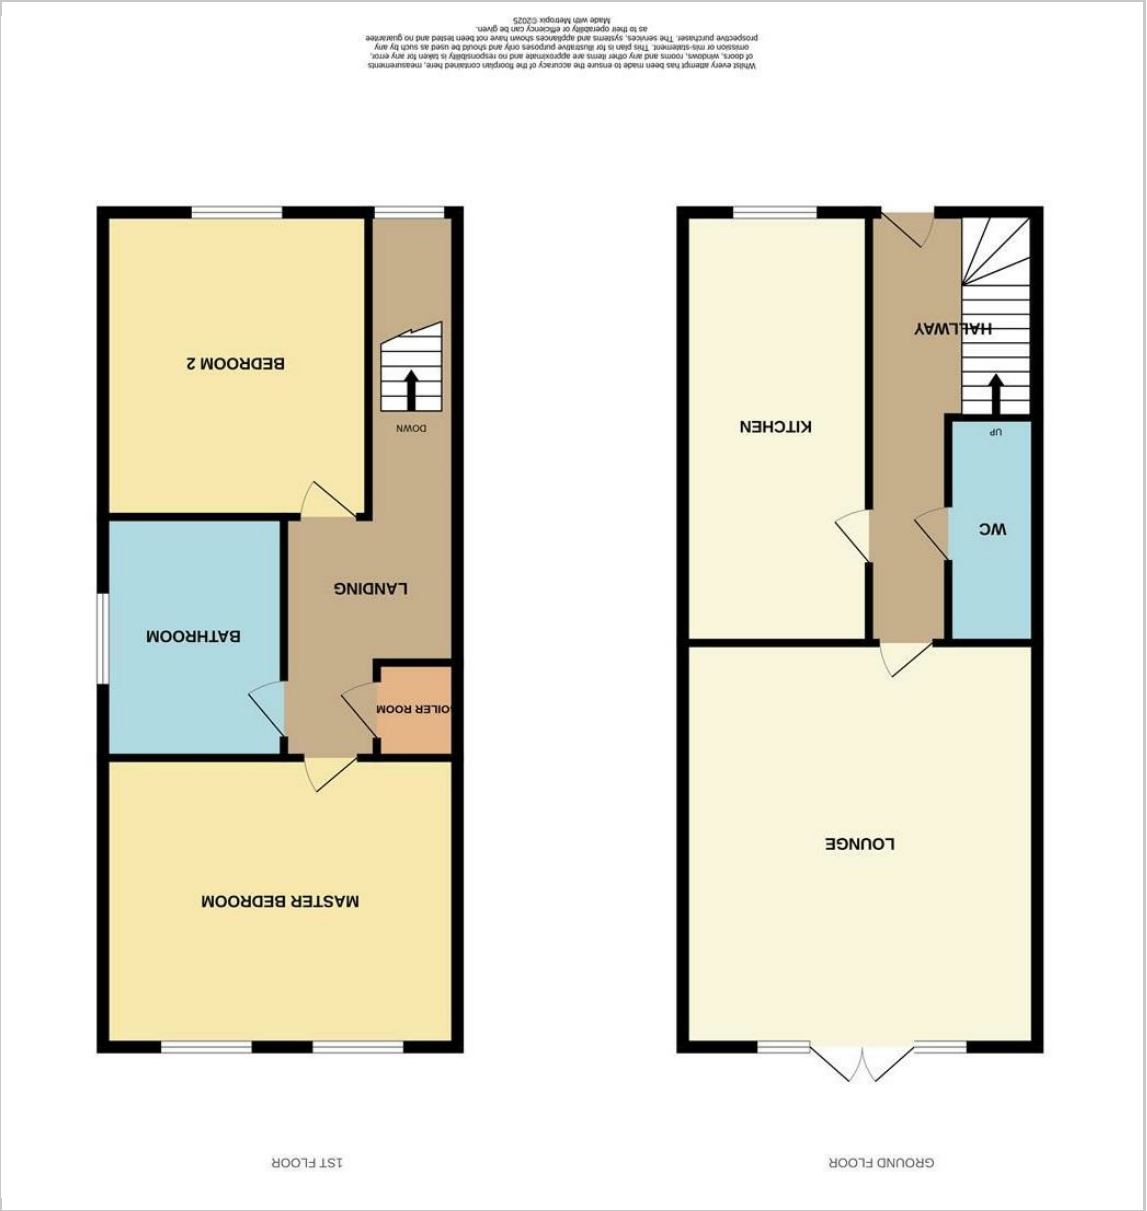 GROUND FLOOR
LOUNGE
WC
UP
KITCHEN
HALLWAY
1ST FLOOR
MASTER BEDROOM
OILER ROOM
BATHROOM
LANDING
DOWN
BEDROOM 2
Whilst every attempt has been made to ensure the accuracy of the floorplan contained here, measurements
of doors, windows, rooms and any other items are approximate and no responsibility is taken for any error,
omission or mis-statement. This plan is for illustrative purposes only and should be used as such by any
prospective purchaser. The services, systems and appliances shown have not been tested and no guarantee
as to their operability or efficiency can be given.
Made with Metropix ©2025